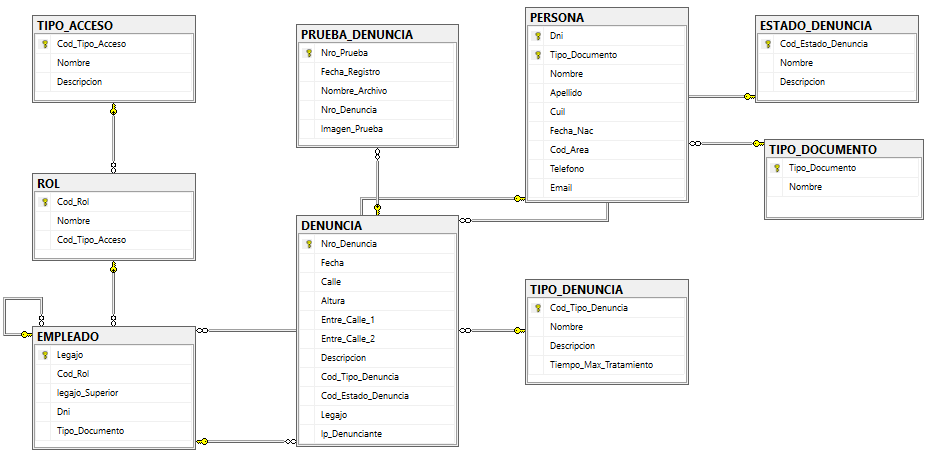 TIPO_ACCESO
Cod_Tipo_Acceso
Nombre
Descripcion
ROL
Cod_Rol
Nombre
Cod_Tipo_Acceso
EMPLEADO
Legajo
Cod_Rol
legajo_Superior
Dni
Tipo_Documento
PRUEBA_DENUNCIA
Nro_Prueba
Fecha_Registro
Nombre_Archivo
Nro_Denuncia
Imagen_Prueba
DENUNCIA
Nro_Denuncia
Fecha
Calle
Altura
Entre_Calle_1
Entre_Calle_2
Descripcion
Cod_Tipo_Denuncia
Cod_Estado_Denuncia
Legajo
Ip_Denunciante
PERSONA
Dni
Tipo_Documento
Nombre
Apellido
Cuil
Fecha_Nac
Cod_Area
Telefono
Email
TIPO_DENUNCIA
Cod_Tipo_Denuncia
Nombre
Descripcion
Tiempo_Max_Tratamiento
ESTADO_DENUNCIA
Cod_Estado_Denuncia
Nombre
Descripcion
TIPO_DOCUMENTO
Tipo_Documento
Nombre